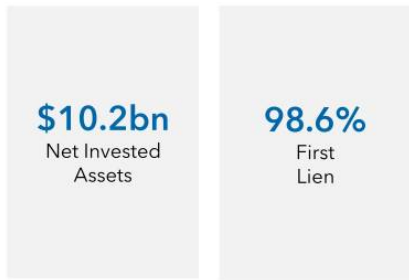 $10.2bn
Net Invested
Assets
98.6%
First
Lien